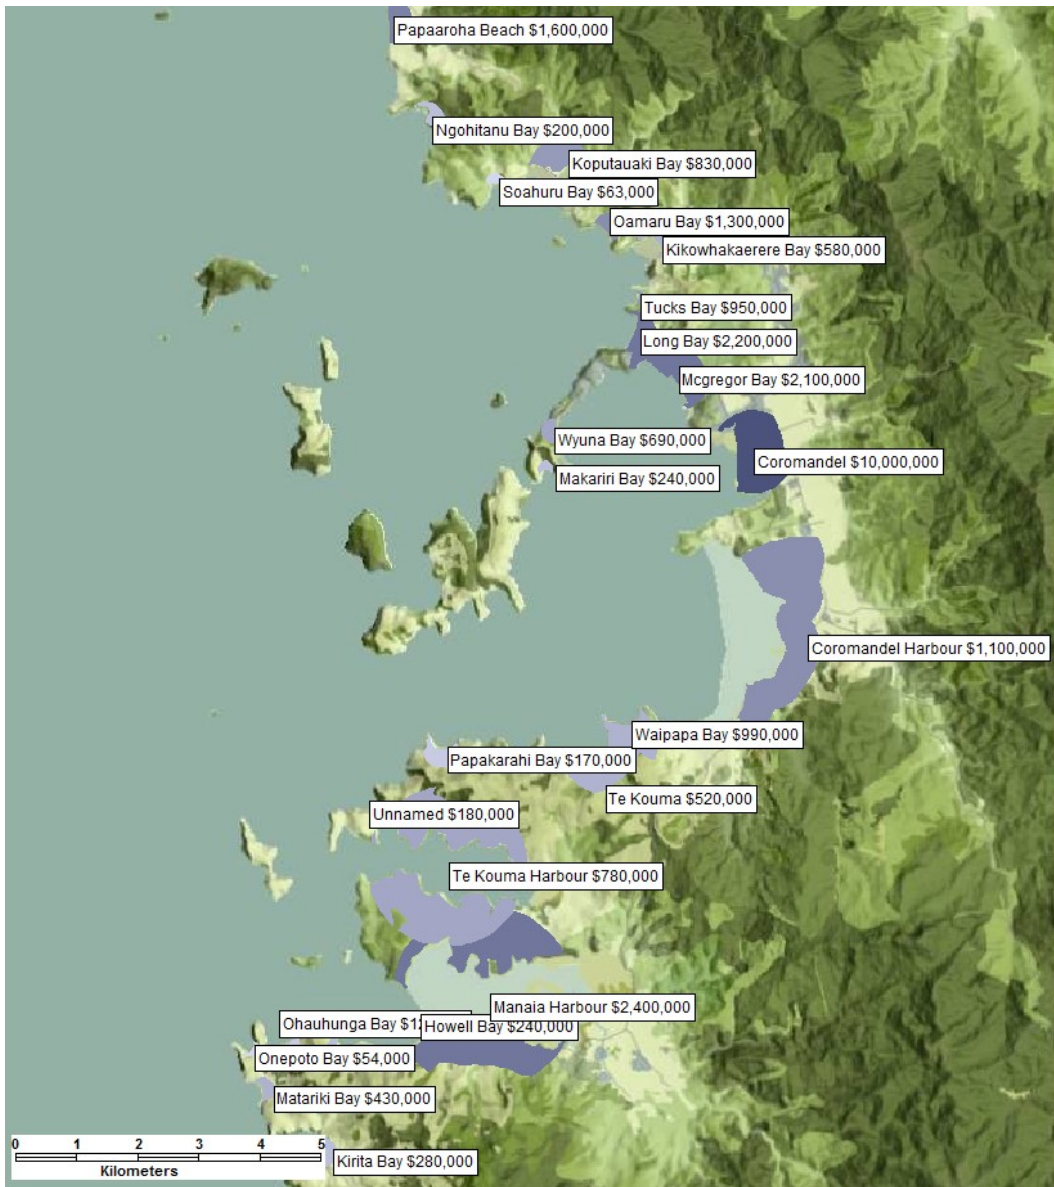 Papaaroha Beach $1,600,000
Ngohitanu Bay $200,000
Koputauaki Bay $830,000
Soahuru Bay $63,000
Oamaru Bay $1,300,000
Kikowhakaerere Bay $580,000
Tucks Bay $950,000
Long Bay $2,200,000
Mcgregor Bay $2,100,000
Wyuna Bay $690,000
Coromandel $10,000,000
Makariri Bay $240,000
Coromandel Harbour $1,100,000
Waipapa Bay $990,000
Papakarahi Bay $170,000
Te Kouma $520,000
Unnamed $180,000
Te Kouma Harbour $780,000
Manaia Harbour $2,400,000
Ohauhunga Bay
Howell Bay $240,000
Onepoto Bay $54,000
Matariki Bay $430,000
0 1 2 3 4 5
Kilometers
Kirita Bay $280,000